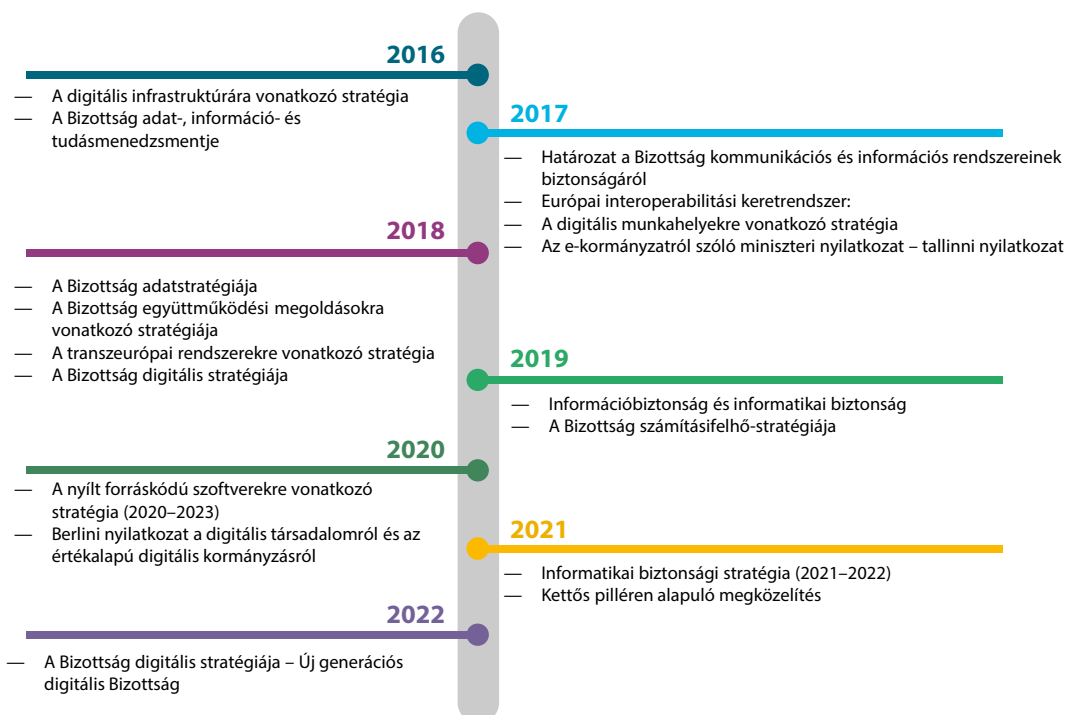 2016
— A digitális infrastruktúrára vonatkozó stratégia
— A Bizottság adat-, információ- és
tudásmenedzsmentje
2017
— Határozat a Bizottság kommunikációs és információs rendszereinek
biztonságáról
— Európai interoperabilitási keretrendszer:
— A digitális munkahelyekre vonatkozó stratégia
— Az e-kormányzatról szóló miniszteri nyilatkozat – tallinni nyilatkozat
2018
— A Bizottság adatstratégiája
— A Bizottság együttműködési megoldásokra
vonatkozó stratégiája
— A transzeurópai rendszerekre vonatkozó stratégia
— A Bizottság digitális stratégiája
2019
— Információbiztonság és informatikai biztonság
— A Bizottság számításifelhő-stratégiája
2020
— A nyílt forráskódú szoftverekre vonatkozó
stratégia (2020–2023)
— Berlini nyilatkozat a digitális társadalomról és az
értékalapú digitális kormányzásról
2021
— Informatikai biztonsági stratégia (2021–2022)
— Kettős pilléren alapuló megközelítés
2022
— A Bizottság digitális stratégiája – Új generációs
digitális Bizottság